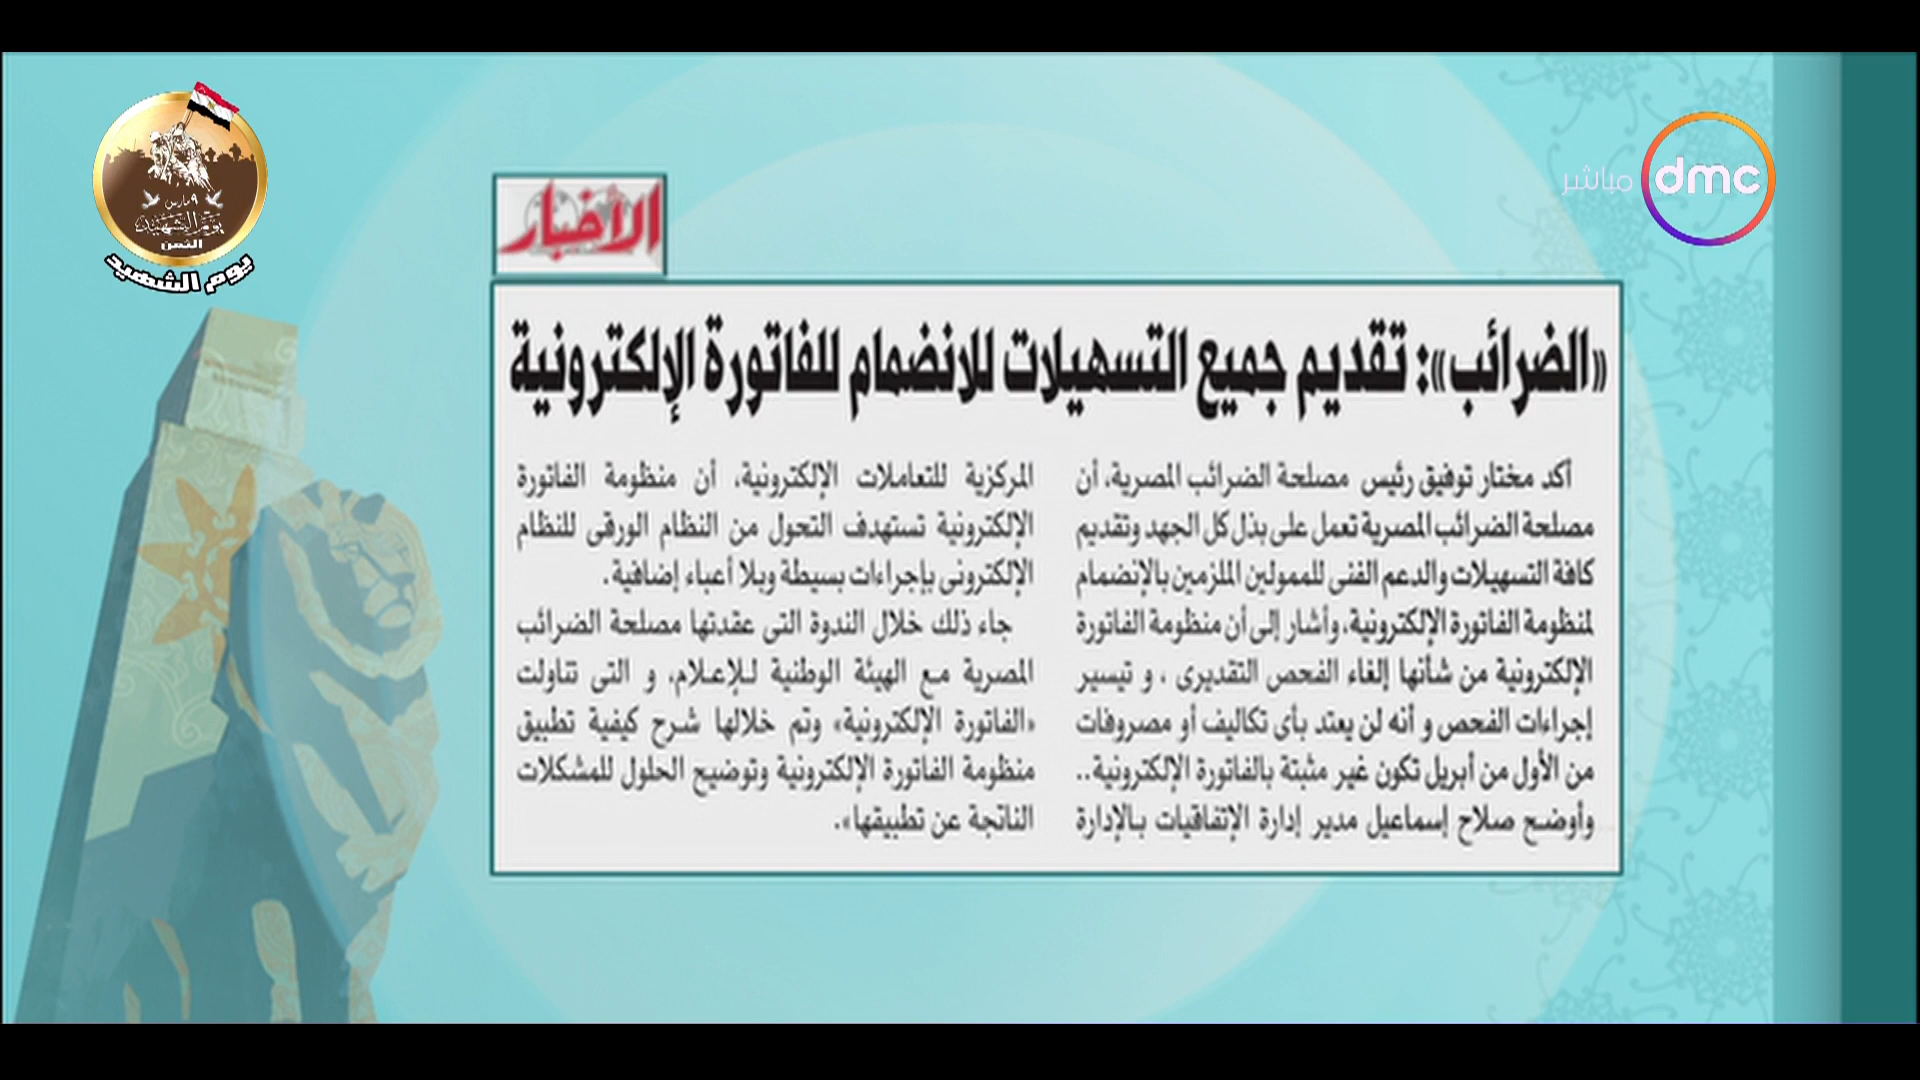 ٩ مارس
يوم الشهيد
الثمن
يوم الشهيد
dmc
مباشر
الأخبار
«الضرائب»: تقديم جميع التسهيلات للانضمام للفاتورة الإلكترونية
أكد مختار توفيق رئيس مصلحة الضرائب المصرية، أن
مصلحة الضرائب المصرية تعمل على بذل كل الجهد وتقديم
كافة التسهيلات والدعم الفنى للممولين الملزمين بالإنضمام
لمنظومة الفاتورة الإلكترونية، وأشار إلى أن منظومة الفاتورة
الإلكترونية من شأنها إلغاء الفحص التقديرى ، و تيسير
إجراءات الفحص و أنه لن يعتد بأى تكاليف أو مصروفات
من الأول من أبريل تكون غير مثبتة بالفاتورة الإلكترونية..
وأوضح صلاح إسماعيل مدير إدارة الإتفاقيات بالإدارة
المركزية للتعاملات الإلكترونية، أن منظومة الفاتورة
الإلكترونية تستهدف التحول من النظام الورقى للنظام
الإلكترونى بإجراءات بسيطة وبلا أعباء إضافية.
جاء ذلك خلال الندوة التى عقدتها مصلحة الضرائب
المصرية مع الهيئة الوطنية للإعلام، و التى تناولت
«الفاتورة الإلكترونية» وتم خلالها شرح كيفية تطبيق
منظومة الفاتورة الإلكترونية وتوضيح الحلول للمشكلات
الناتجة عن تطبيقها».